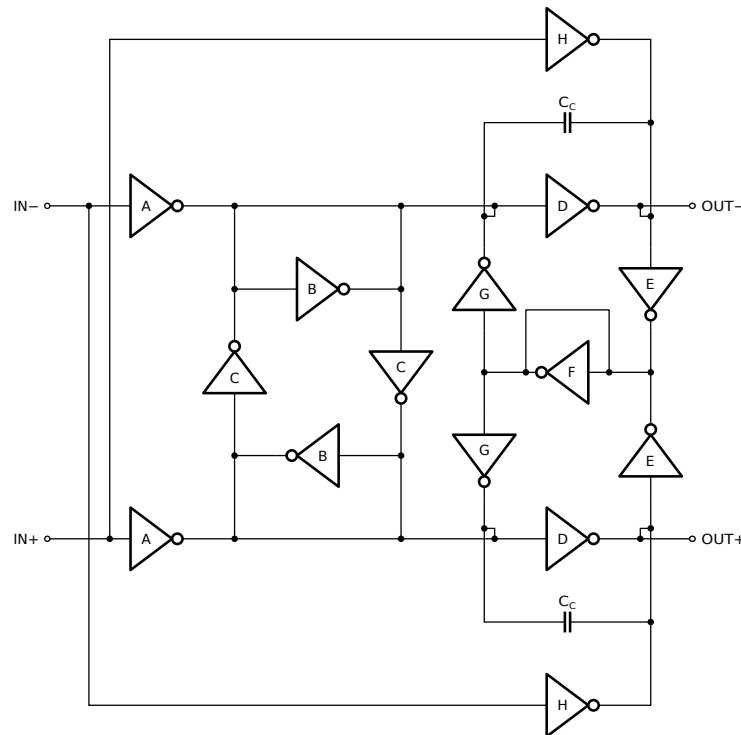 H
C_C
IN− A D OUT−
E
B G
F
C C
G
B E
IN+ A D OUT+
C_C
H